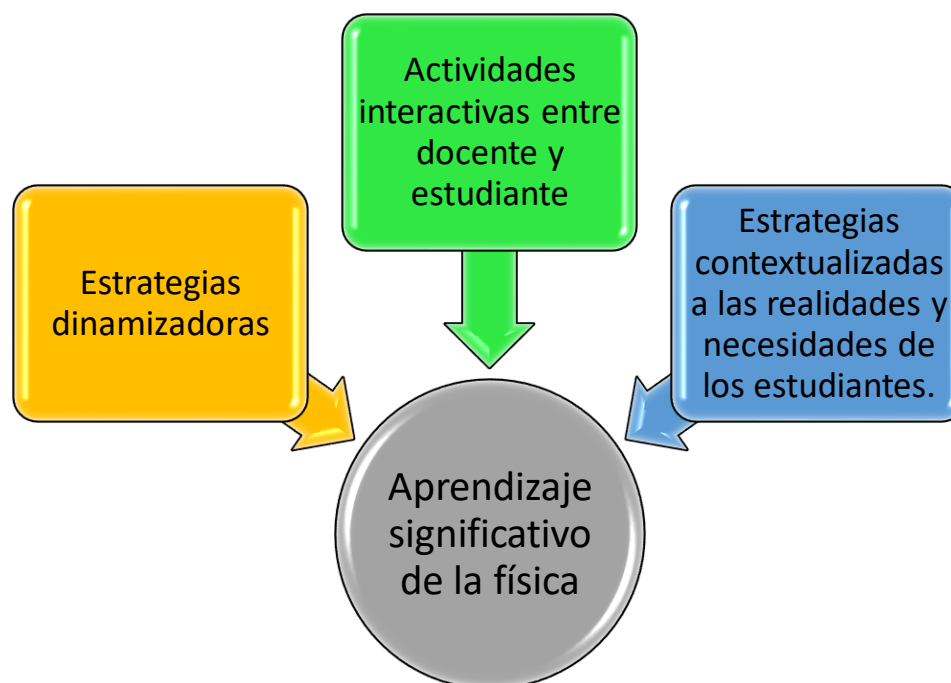 Actividades
interactivas entre
docente y
estudiante
Estrategias
dinamizadoras
Estrategias
contextualizadas
a las realidades y
necesidades de
los estudiantes.
Aprendizaje
significativo
de la física